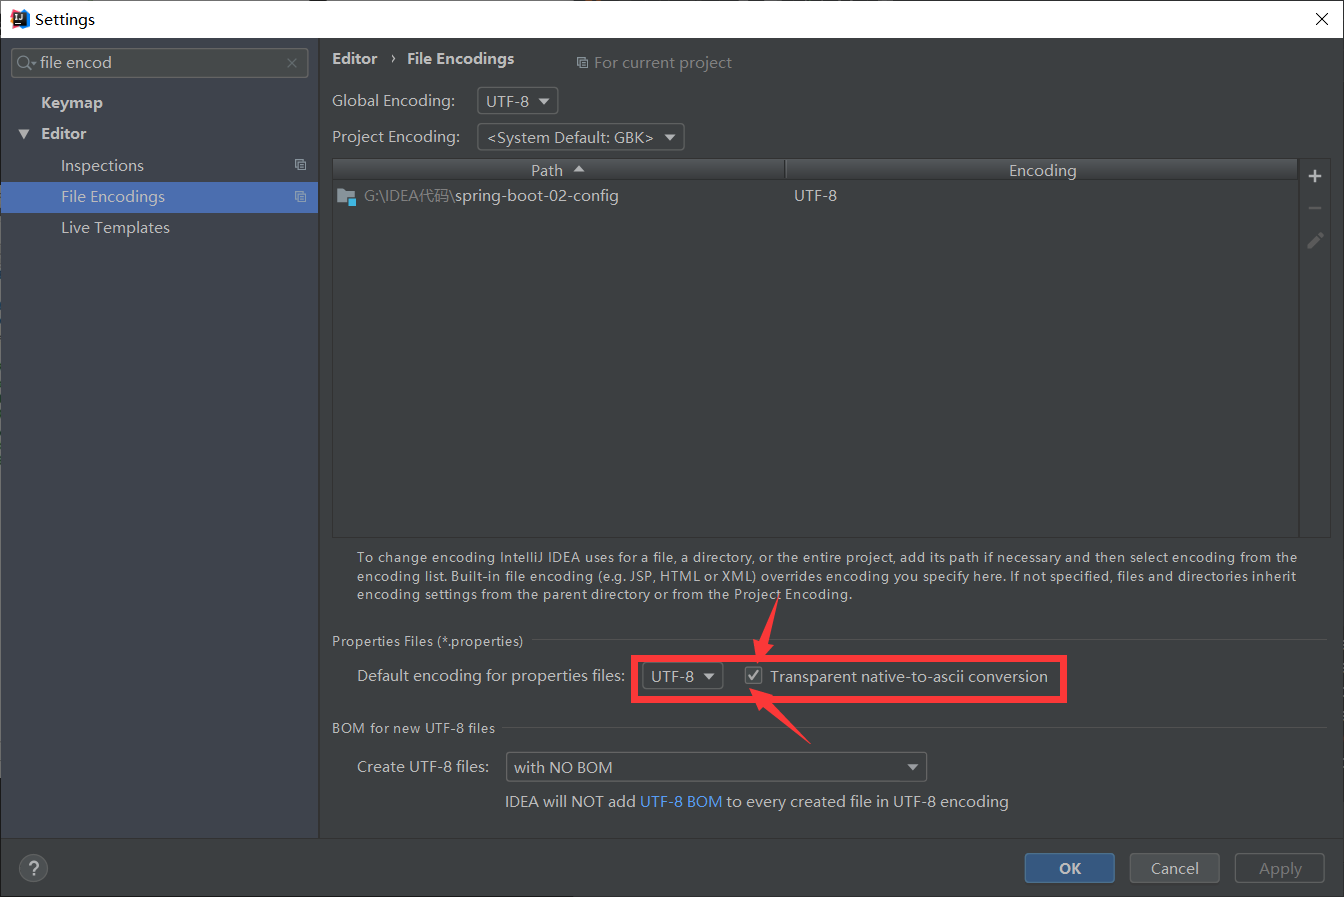 Settings
file encod
Keymap
Editor
Inspections
File Encodings
Live Templates
Editor › File Encodings
For current project
Global Encoding: UTF-8
Project Encoding: <System Default: GBK>
Path Encoding
G:\IDEA代码\spring-boot-02-config UTF-8
To change encoding IntelliJ IDEA uses for a file, a directory, or the entire project, add its path if necessary and then select encoding from the
encoding list. Built-in file encoding (e.g. JSP, HTML or XML) overrides encoding you specify here. If not specified, files and directories inherit
encoding settings from the parent directory or from the Project Encoding.
Properties Files (*.properties)
Default encoding for properties files: UTF-8 Transparent native-to-ascii conversion
BOM for new UTF-8 files
Create UTF-8 files: with NO BOM
IDEA will NOT add UTF-8 BOM to every created file in UTF-8 encoding
?
OK Cancel Apply